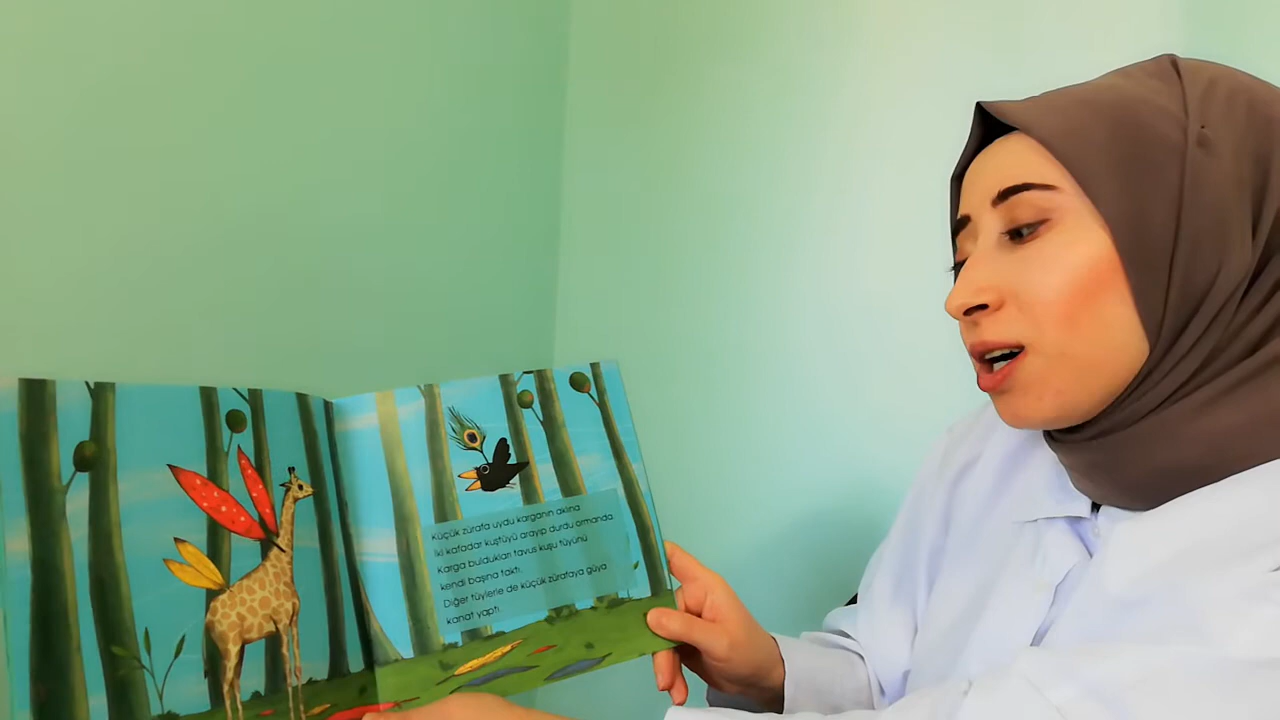 Küçük zürafa uydu karganın aklına
İki kafadar kuştüyü arayıp durdu ormanda
Karga buldukları tavus kuşu tüyünü
kendi başına taktı.
Diğer tüylerle de küçük zürafaya güya
kanat yaptı.